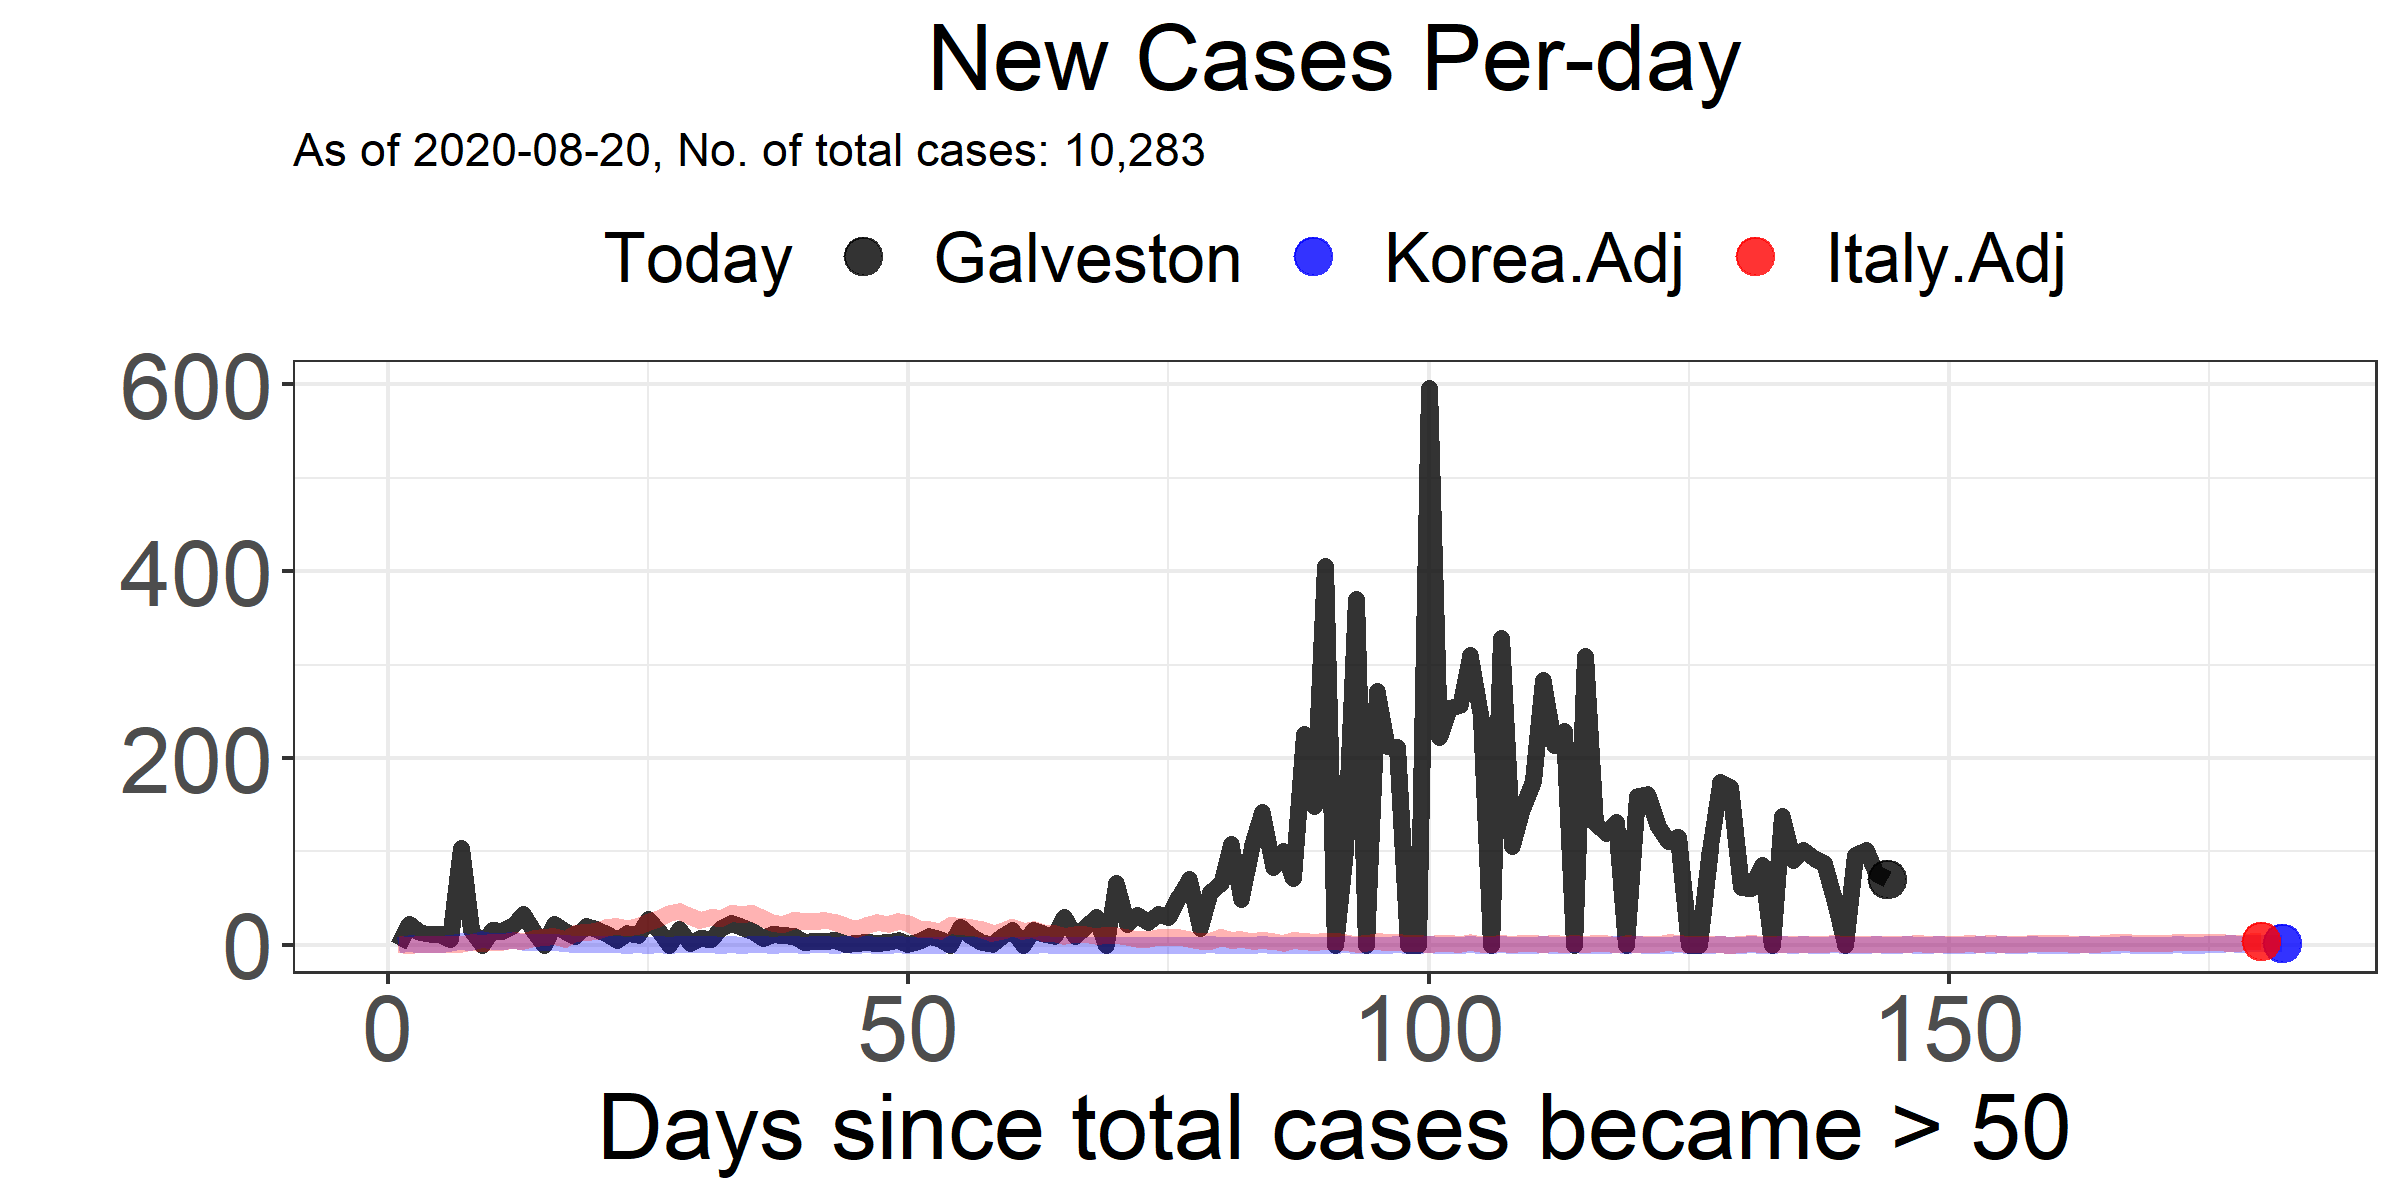 New Cases Per-day
As of 2020-08-20, No. of total cases: 10,283
Today Galveston Korea.Adj Italy.Adj
600
400
200
0
0 50 100 150
Days since total cases became > 50